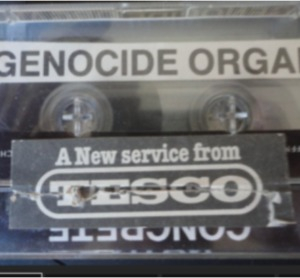 GENOCIDE ORGA
A New service from
TESCO
CONCRETE